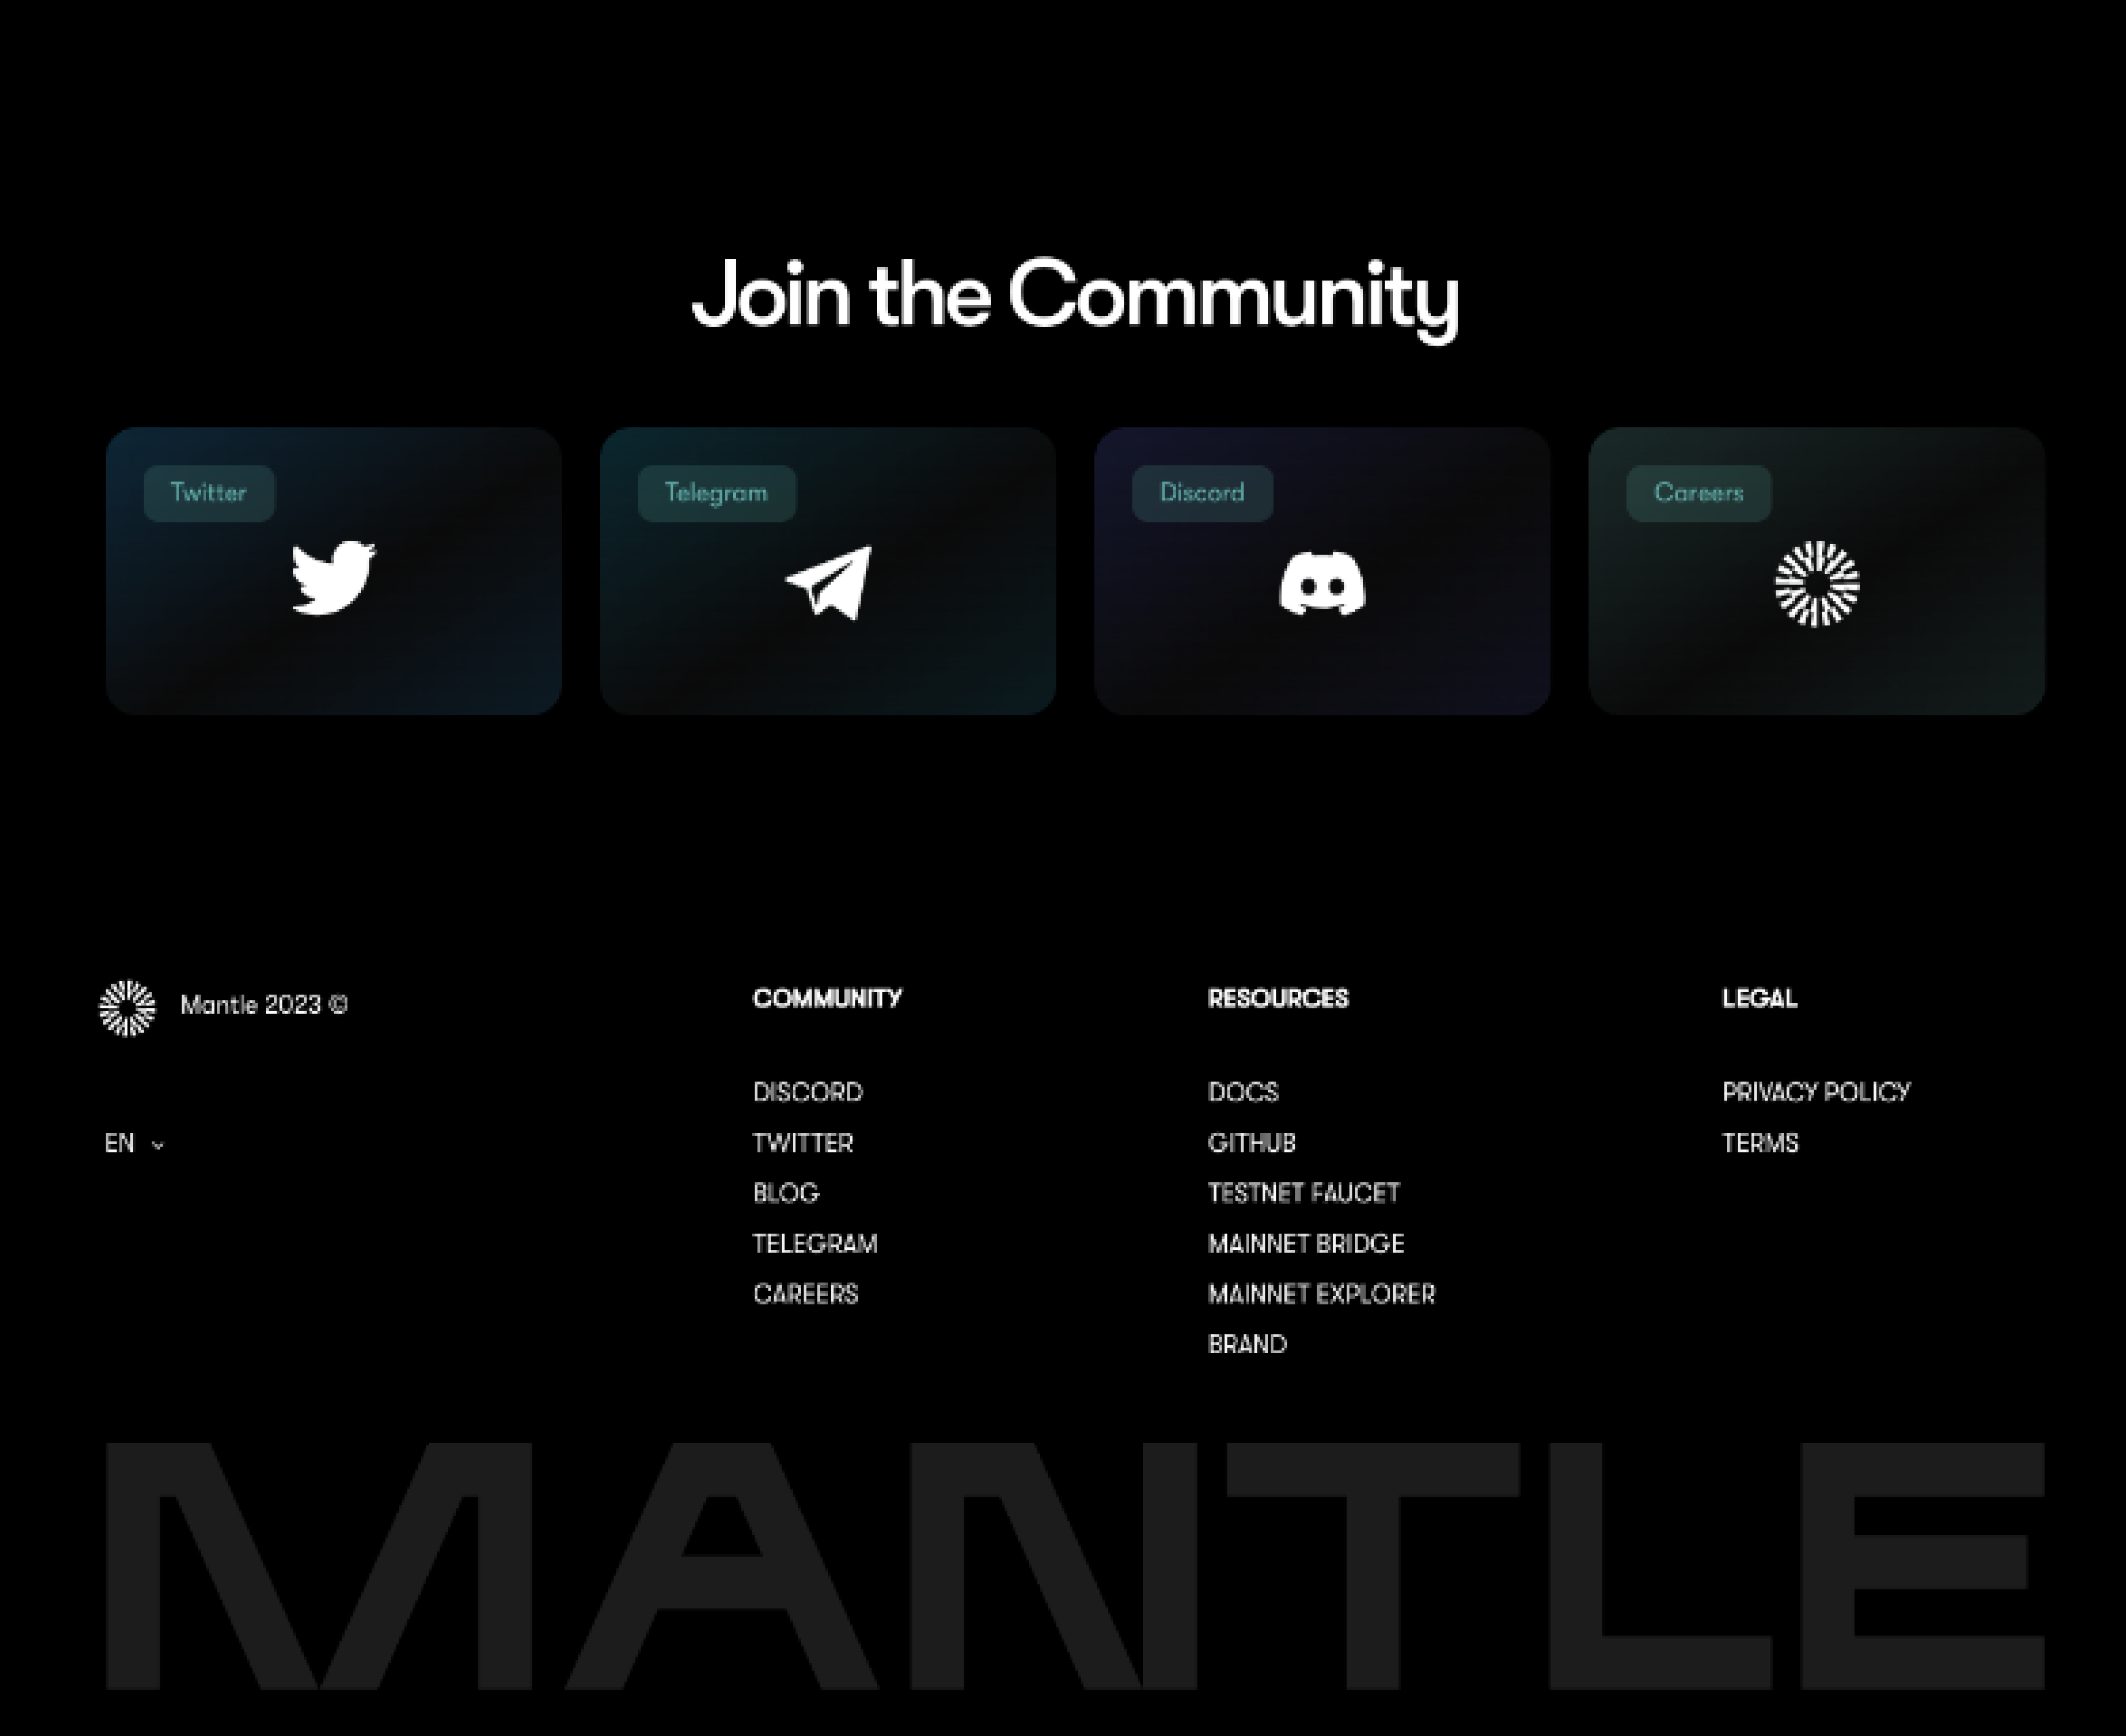 Join the Community
Twitter
Telegram
Discord
Careers
Mantle 2023 ©
EN
COMMUNITY
DISCORD
TWITTER
BLOG
TELEGRAM
CAREERS
RESOURCES
DOCS
GITHUB
TESTNET FAUCET
MAINNET BRIDGE
MAINNET EXPLORER
BRAND
LEGAL
PRIVACY POLICY
TERMS
MANTLE